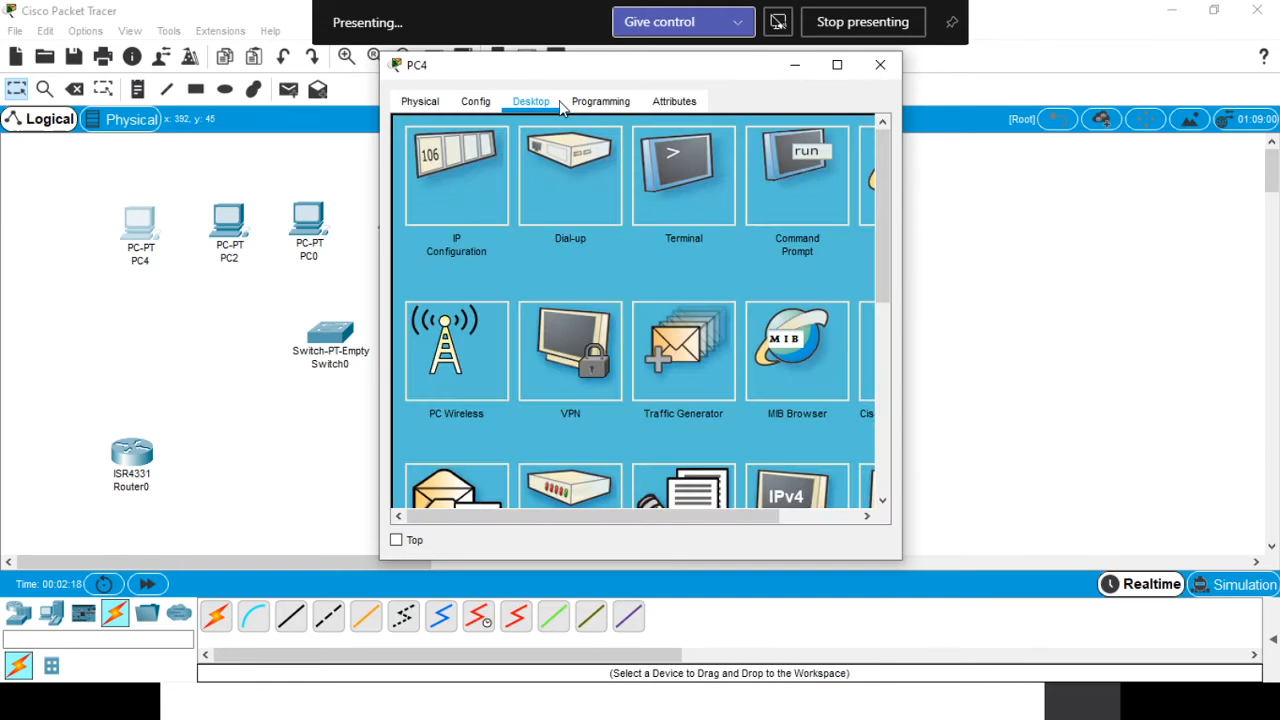 Cisco Packet Tracer
Presenting...
Give control
Stop presenting
File Edit Options View Tools Extensions Help
PC4
Physical Config Desktop Programming Attributes
Logical
Physical
x: 392, y: 45
[Root]
01:09:00
106
>
run
IP
Configuration
Dial-up
Terminal
Command
Prompt
PC-PT
PC4
PC-PT
PC2
PC-PT
PC0
MIB
PC Wireless
VPN
Traffic Generator
MIB Browser
Cis
Switch-PT-Empty
Switch0
ISR4331
Router0
IPv4
Top
Time: 00:02:18
Realtime
Simulation
(Select a Device to Drag and Drop to the Workspace)